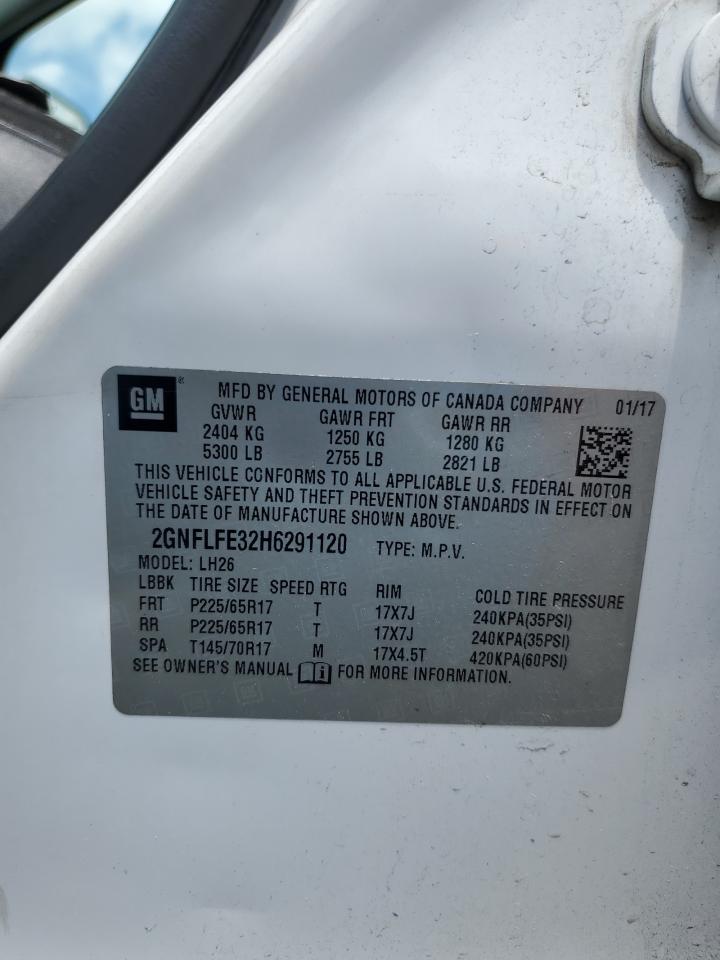 GM® MFD BY GENERAL MOTORS OF CANADA COMPANY 01/17
GVWR GAWR FRT GAWR RR
2404 KG 1250 KG 1280 KG
5300 LB 2755 LB 2821 LB
THIS VEHICLE CONFORMS TO ALL APPLICABLE U.S. FEDERAL MOTOR
VEHICLE SAFETY AND THEFT PREVENTION STANDARDS IN EFFECT ON
THE DATE OF MANUFACTURE SHOWN ABOVE.
2GNFLFE32H6291120 TYPE: M.P.V.
MODEL: LH26
LBBK TIRE SIZE SPEED RTG RIM COLD TIRE PRESSURE
FRT P225/65R17 T 17X7J 240KPA(35PSI)
RR P225/65R17 T 17X7J 240KPA(35PSI)
SPA T145/70R17 M 17X4.5T 420KPA(60PSI)
SEE OWNER'S MANUAL i FOR MORE INFORMATION.